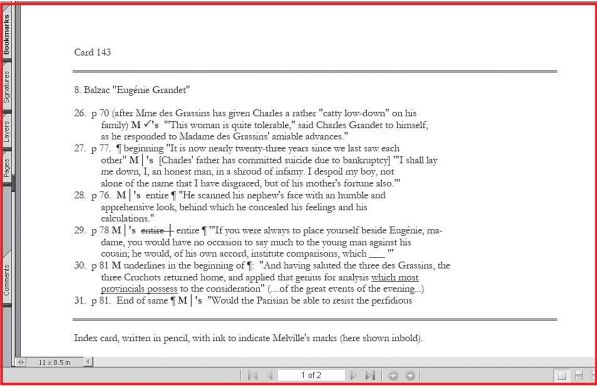 Bookmarks
Signatures
Layers
Pages
Comments
Card 143
8. Balzac "Eugénie Grandet"
26. p 70 (after Mme des Grassins has given Charles a rather "catty low-down" on his
family) M ✓'s "'This woman is quite tolerable,' said Charles Grandet to himself,
as he responded to Madame des Grassins' amiable advances."
27. p 77. ¶ beginning "It is now nearly twenty-three years since we last saw each
other." M│'s [Charles' father has committed suicide due to bankruptcy] "'I shall lay
me down, I, an honest man, in a shroud of infamy. I despoil my boy, not
alone of the name that I have disgraced, but of his mother's fortune also.'"
28. p 76. M│'s entire ¶ "He scanned his nephew's face with an humble and
apprehensive look, behind which he concealed his feelings and his
calculations."
29. p 78 M│'s entire│entire ¶ "'If you were always to place yourself beside Eugénie, ma-
dame, you would have no occasion to say much to the young man against his
cousin; he would, of his own accord, institute comparisons, which ___ '"
30. p 81 M underlines in the beginning of ¶: "And having saluted the three des Grassins, the
three Cruchots returned home, and applied that genius for analysis which most
provincials possess to the consideration" (....of the great events of the evening...)
31. p 81. End of same ¶ M│'s "Would the Parisian be able to resist the perfidious
Index card, written in pencil, with ink to indicate Melville's marks (here shown inbold).
11 x 8.5 in
1 of 2